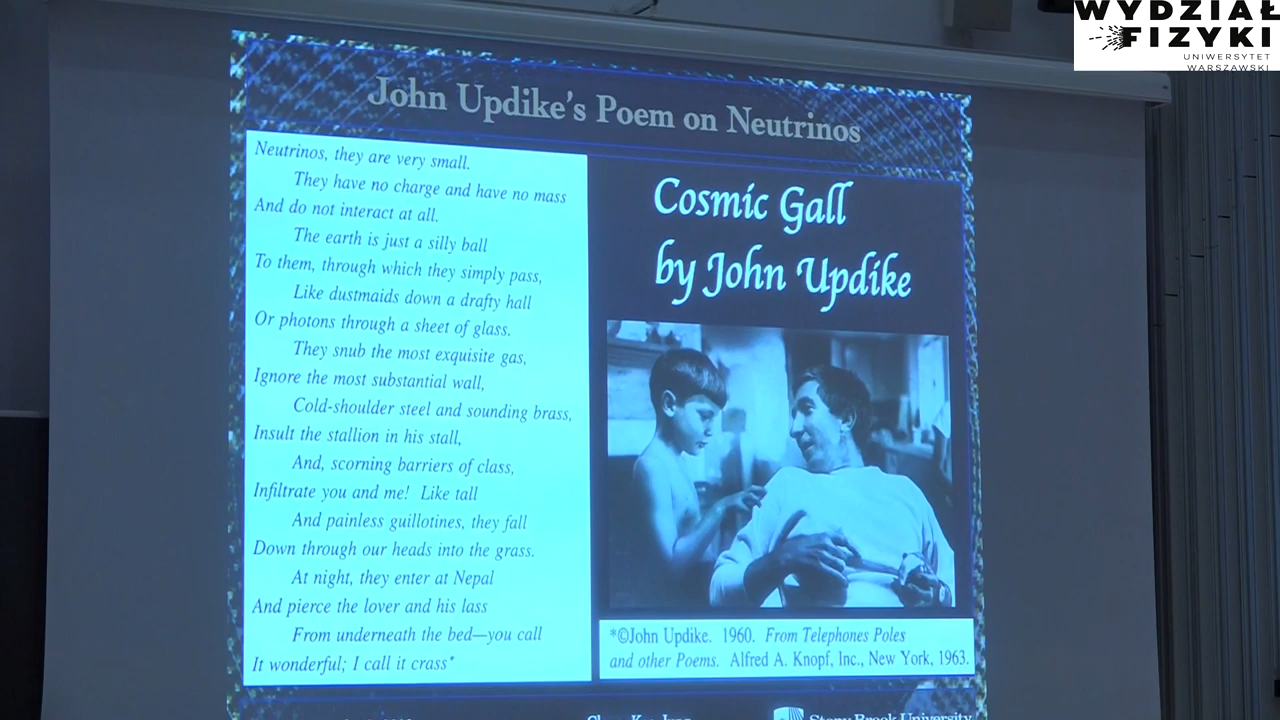 WYDZIAŁ
FIZYKI
UNIWERSYTET
WARSZAWSKI
John Updike's Poem on Neutrinos
Neutrinos, they are very small.
They have no charge and have no mass
And do not interact at all.
The earth is just a silly ball
To them, through which they simply pass,
Like dustmaids down a drafty hall
Or photons through a sheet of glass.
They snub the most exquisite gas,
Ignore the most substantial wall,
Cold-shoulder steel and sounding brass,
Insult the stallion in his stall,
And, scorning barriers of class,
Infiltrate you and me! Like tall
And painless guillotines, they fall
Down through our heads into the grass.
At night, they enter at Nepal
And pierce the lover and his lass
From underneath the bed—you call
It wonderful; I call it crass*
Cosmic Gall
by John Updike
*©John Updike. 1960. From Telephones Poles
and other Poems. Alfred A. Knopf, Inc., New York, 1963.
Stony Brook University